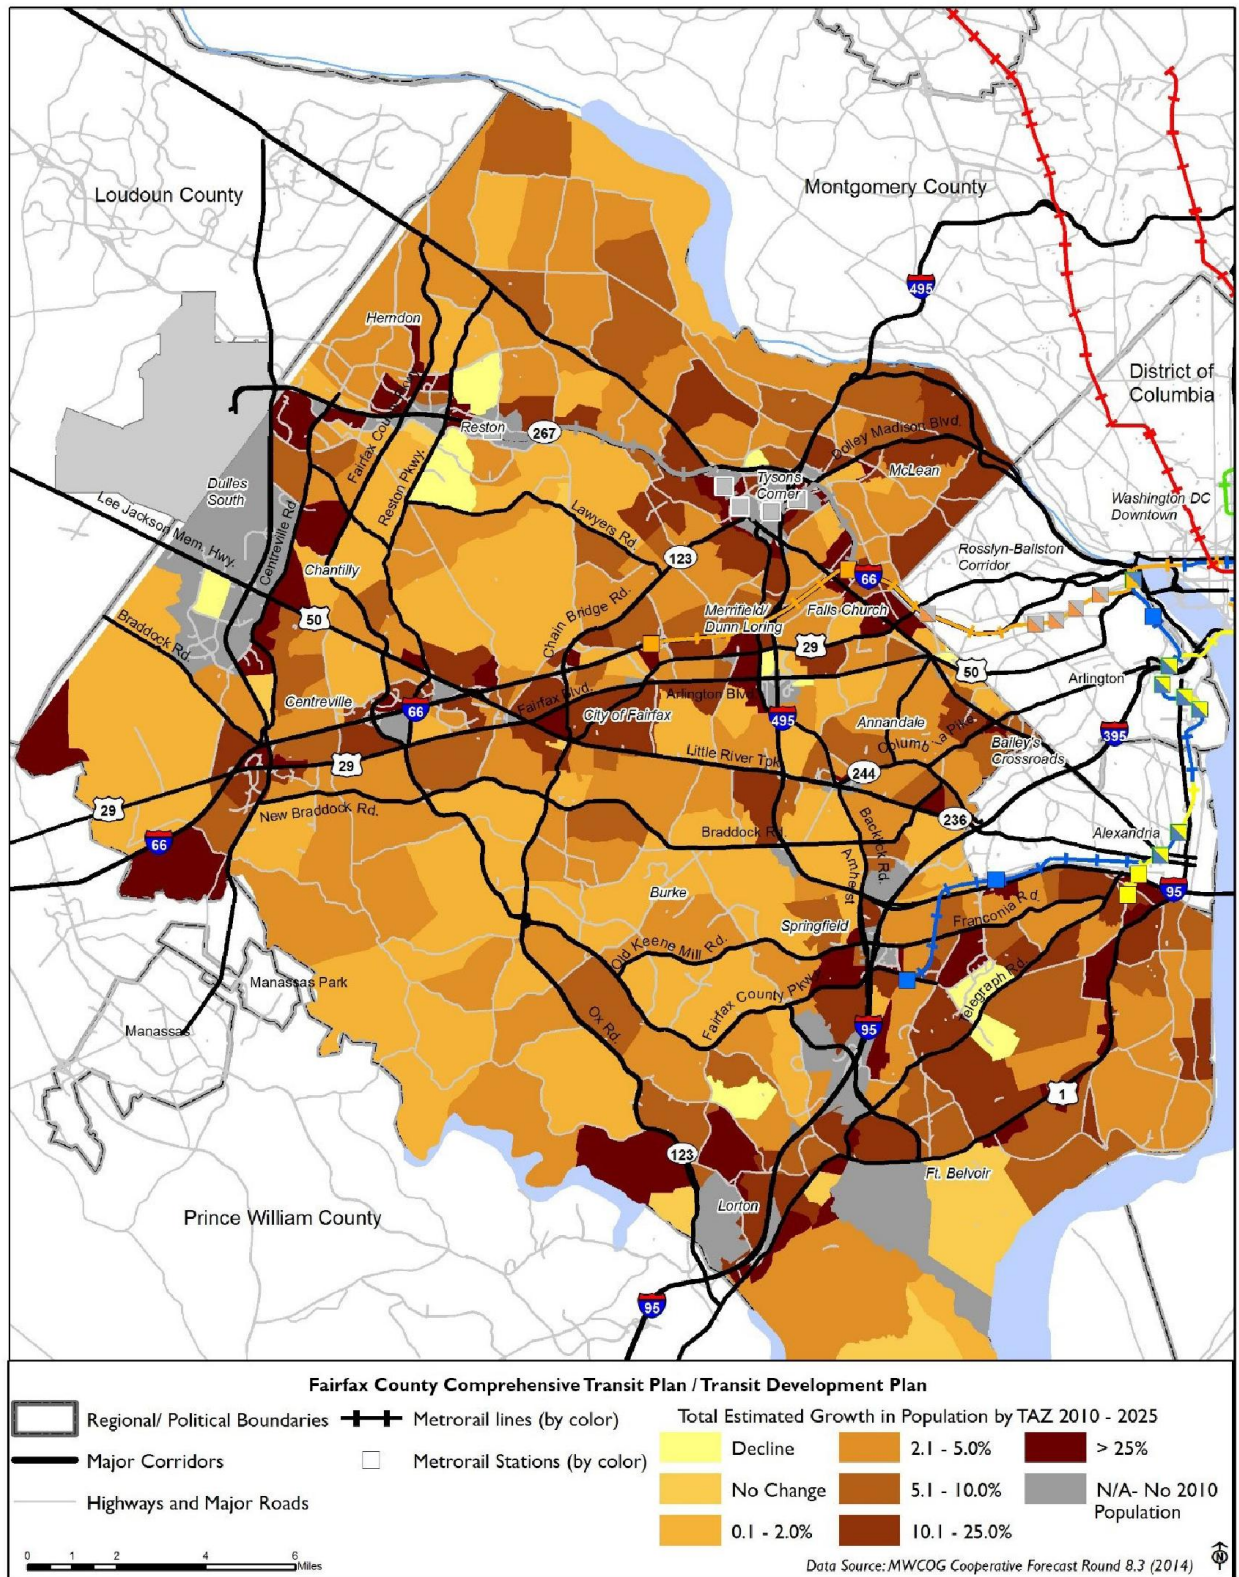 Loudoun County
Montgomery County
495
Herndon
District of
Columbia
Fairfax County Pkwy.
Reston Pkwy.
Reston
267
Dolley Madison Blvd.
McLean
Tysons
Corner
Dulles
South
Washington DC
Downtown
Lee Jackson Mem. Hwy.
Centreville Rd
Lawyers Rd.
123
Rosslyn-Ballston
Corridor
Chantilly
66
50
Chain Bridge Rd.
Merrifield/
Dunn Loring
Falls Church
Braddock Rd
29
50
Arlington
Centreville
66
Fairfax Blvd.
Arlington Blvd
City of Fairfax
495
Annandale
Columbia Pike
395
Bailey's
Crossroads
29
Little River Tpk
244
29
New Braddock Rd.
236
66
Braddock Rd.
Backlick Rd.
Amherst
Alexandria
Burke
95
Franconia Rd.
Springfield
Old Keene Mill Rd.
Manassas Park
Telegraph Rd.
Fairfax County Pkwy
Ox Rd.
Manassas
95
1
123
Ft. Belvoir
Lorton
Prince William County
95
Fairfax County Comprehensive Transit Plan / Transit Development Plan
Regional/ Political Boundaries
Metrorail lines (by color)
Total Estimated Growth in Population by TAZ 2010 - 2025
Major Corridors
Metrorail Stations (by color)
Decline
2.1 - 5.0%
> 25%
Highways and Major Roads
No Change
5.1 - 10.0%
N/A- No 2010
Population
0.1 - 2.0%
10.1 - 25.0%
0 1 2 4 6
Miles
Data Source: MWCOG Cooperative Forecast Round 8.3 (2014)
N